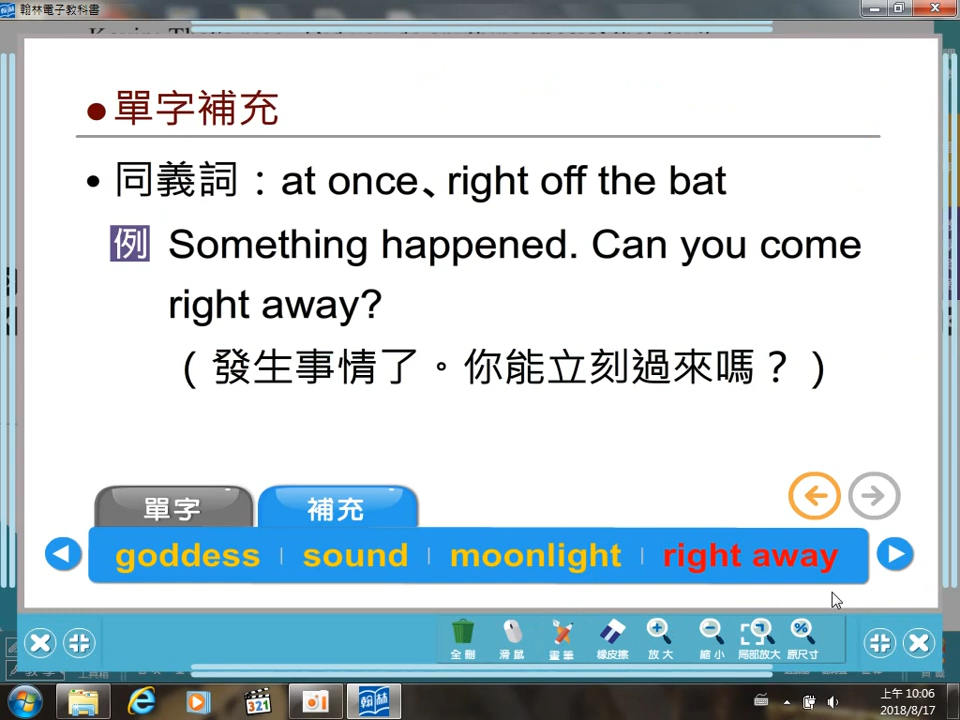 翰林電子教科書
單字補充
• 同義詞：at once、right off the bat
例 Something happened. Can you come
right away?
（發生事情了。你能立刻過來嗎？）
單字 補充
goddess | sound | moonlight | right away
全刪 滑鼠 畫筆 橡皮擦 放大 縮小 局部放大 原尺寸
321 翰林
上午 10:06
2018/8/17